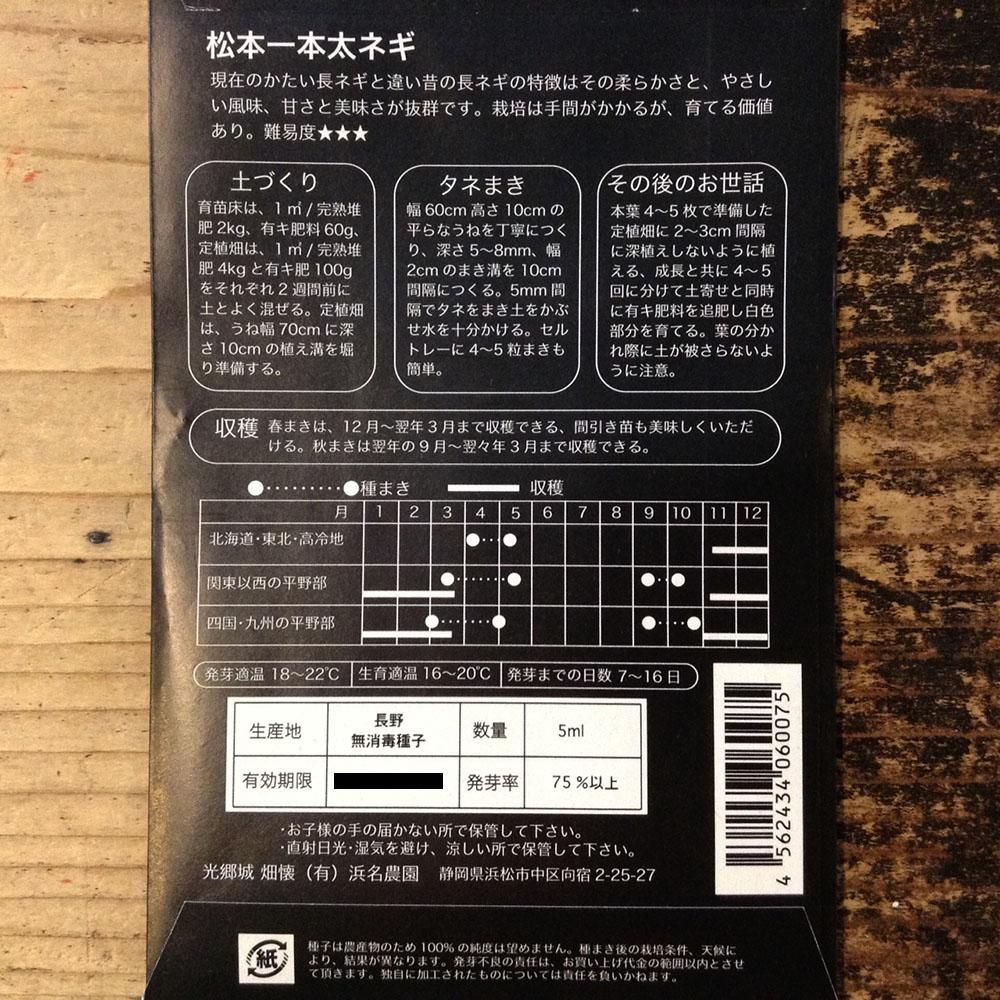 松本一本太ネギ
現在のかたい長ネギと違い昔の長ネギの特徴はその柔らかさと、やさし
い風味、甘さと美味さが抜群です。栽培は手間がかかるが、育てる価値
あり。難易度★★★
土づくり
育苗床は、1㎡/完熟堆
肥2kg、有キ肥料60g、
定植畑は、1㎡/完熟堆
肥4kgと有キ肥100g
をそれぞれ2週間前に
土とよく混ぜる。定植畑
は、うね幅70cmに深
さ10cmの植え溝を掘
り準備する。
タネまき
幅60cm高さ10cmの
平らなうねを丁寧につく
り、深さ5〜8mm、幅
2cmのまき溝を10cm
間隔につくる。5mm間
隔でタネをまき土をかぶ
せ水を十分かける。セル
トレーに4〜5粒まきも
簡単。
その後のお世話
本葉4〜5枚で準備した
定植畑に2〜3cm間隔
に深植えしないように植
える、成長と共に4〜5
回に分けて土寄せと同時
に有キ肥料を追肥し白色
部分を育てる。葉の分か
れ際に土が被さらないよ
うに注意。
収穫 春まきは、12月〜翌年3月まで収穫できる、間引き苗も美味しくいただ
ける。秋まきは翌年の9月〜翌々年3月まで収穫できる。
●………●種まき 収穫
月 1 2 3 4 5 6 7 8 9 10 11 12
北海道・東北・高冷地
関東以西の平野部
四国・九州の平野部
発芽適温 18〜22℃ 生育適温 16〜20℃ 発芽までの日数 7〜16日
生産地 長野 無消毒種子 数量 5ml
有効期限 発芽率 75%以上
・お子様の手の届かない所で保管して下さい。
・直射日光・湿気を避け、涼しい所で保管して下さい。
光郷城 畑懐（有）浜名農園 静岡県浜松市中区向宿2-25-27
4 562434 060075
紙
種子は農産物のため100%の純度は望めません。種まき後の栽培条件、天候に
より、結果が異なります。発芽不良の責任は、お買い上げ代金の範囲以内とさせ
て頂きます。独自に加工されたものについては責任を負いかねます。